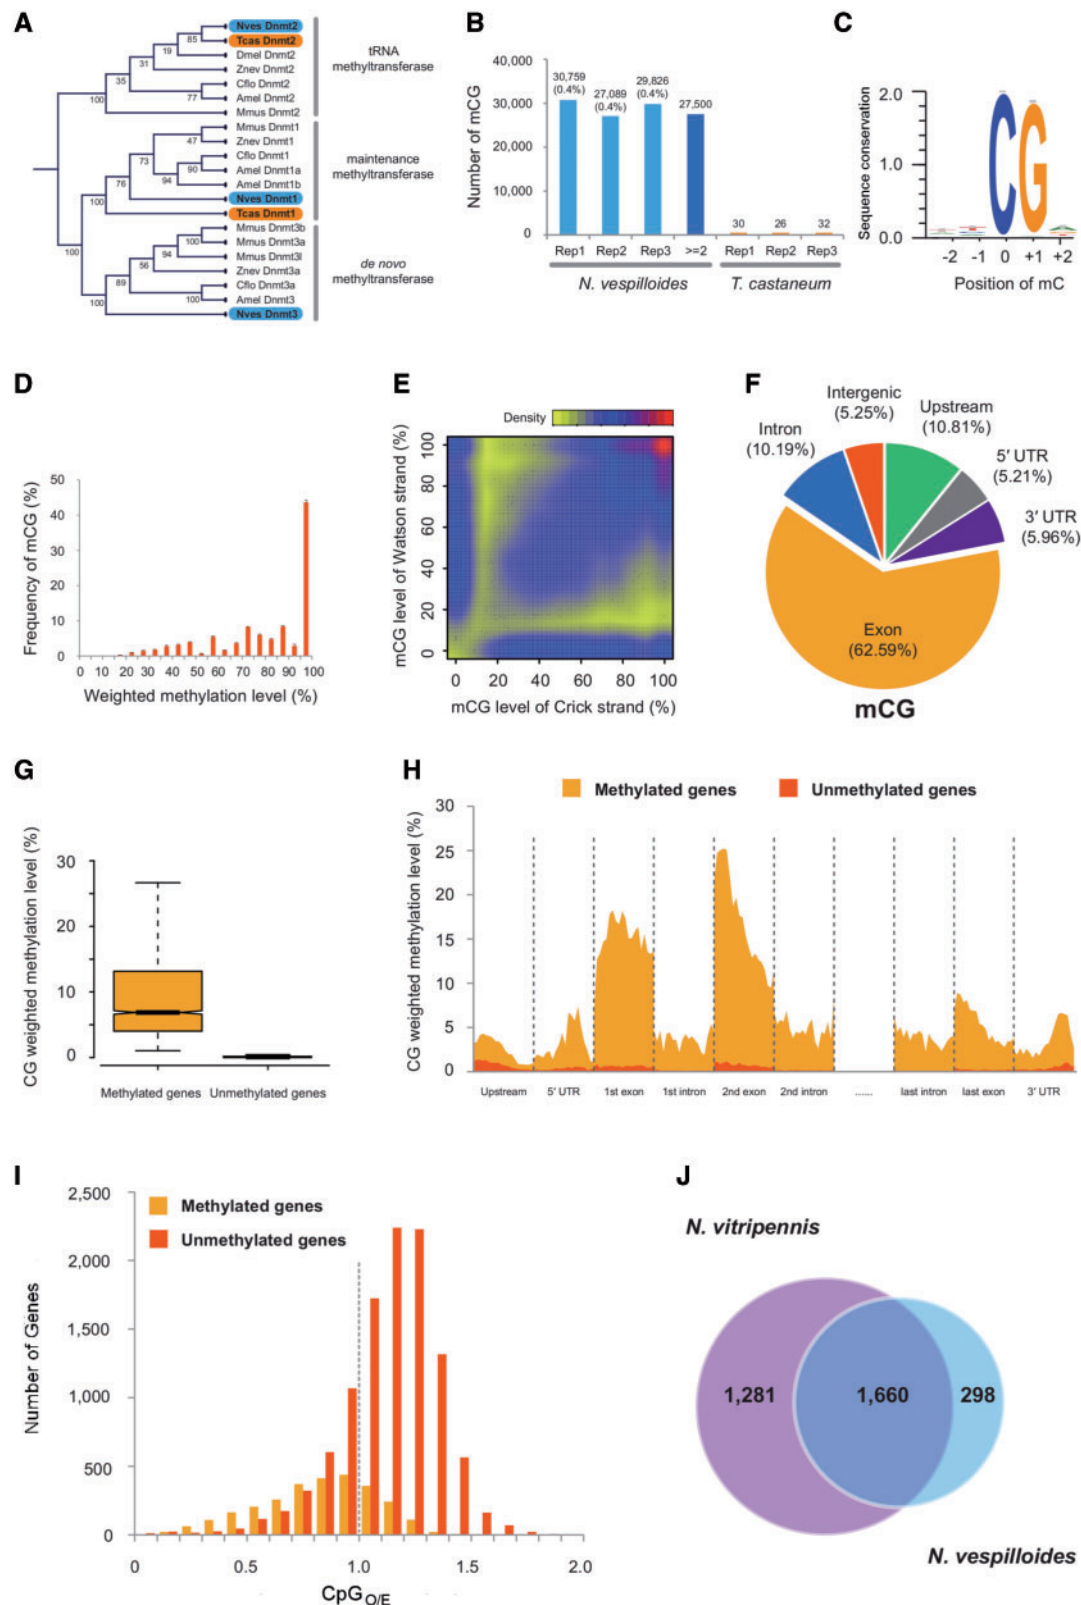 A
Nves Dnmt2
Tcas Dnmt2
Dmel Dnmt2
Znev Dnmt2
Cflo Dnmt2
Amel Dnmt2
Mmus Dnmt2
Mmus Dnmt1
Znev Dnmt1
Cflo Dnmt1
Amel Dnmt1a
Amel Dnmt1b
Nves Dnmt1
Tcas Dnmt1
Mmus Dnmt3b
Mmus Dnmt3a
Mmus Dnmt3l
Znev Dnmt3a
Cflo Dnmt3a
Amel Dnmt3
Nves Dnmt3
85
19
31
35
77
100
47
73
90
94
76
100
100
100
94
56
89
100
100
tRNA
methyltransferase
maintenance
methyltransferase
de novo
methyltransferase
B
Number of mCG
40,000
30,000
20,000
10,000
0
30,759
(0.4%)
27,089
(0.4%)
29,826
(0.4%)
27,500
30
26
32
Rep1 Rep2 Rep3 >=2 Rep1 Rep2 Rep3
N. vespilloides
T. castaneum
C
Sequence conservation
2.0
1.0
0.0
CG
-2 -1 0 +1 +2
Position of mC
D
Frequency of mCG (%)
50
40
30
20
10
0
0 10 20 30 40 50 60 70 80 90 100
Weighted methylation level (%)
E
Density
mCG level of Watson strand (%)
100
80
60
40
20
0
0 20 40 60 80 100
mCG level of Crick strand (%)
F
Intergenic
(5.25%)
Upstream
(10.81%)
Intron
(10.19%)
5′ UTR
(5.21%)
3′ UTR
(5.96%)
Exon
(62.59%)
mCG
G
CG weighted methylation level (%)
30
20
10
0
Methylated genes Unmethylated genes
H
Methylated genes
Unmethylated genes
CG weighted methylation level (%)
30
25
20
15
10
5
0
Upstream 5′ UTR 1st exon 1st intron 2nd exon 2nd intron ...... last intron last exon 3′ UTR
I
Methylated genes
Unmethylated genes
Number of Genes
2,500
2,000
1,500
1,000
500
0
0 0.5 1.0 1.5 2.0
CpG O/E
J
N. vitripennis
1,281 1,660 298
N. vespilloides